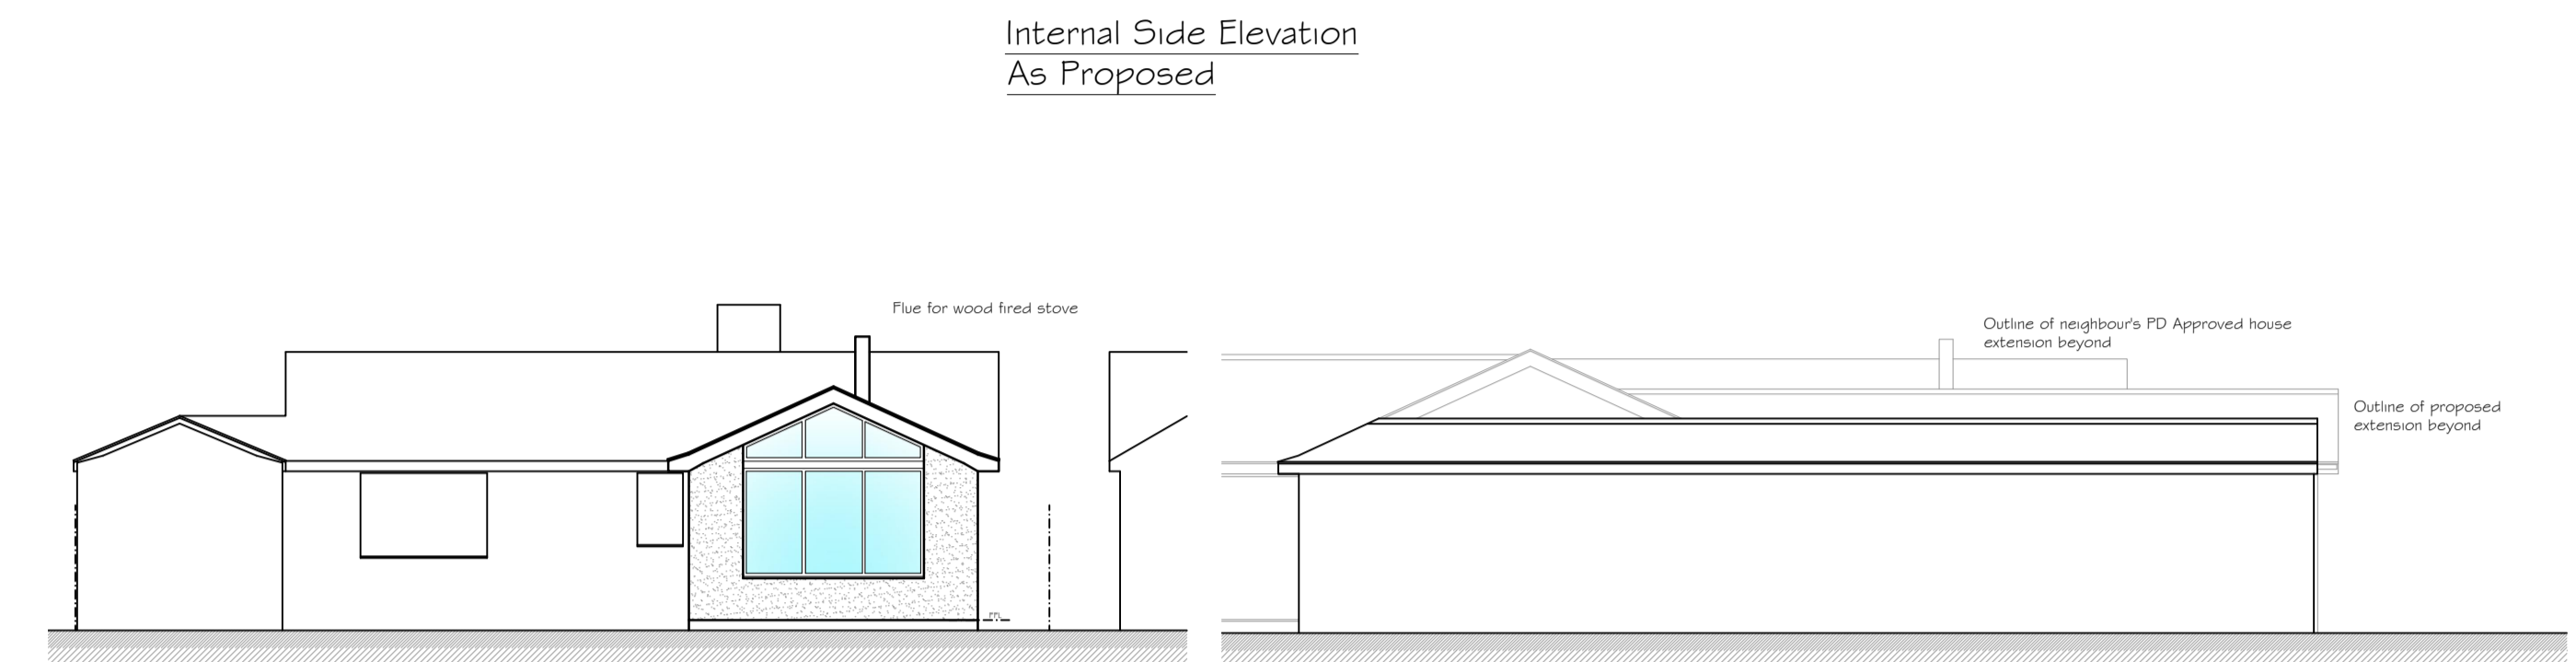 Internal Side Elevation
As Proposed
Flue for wood fired stove
Outline of neighbour's PD Approved house
extension beyond
Outline of proposed
extension beyond
FFL